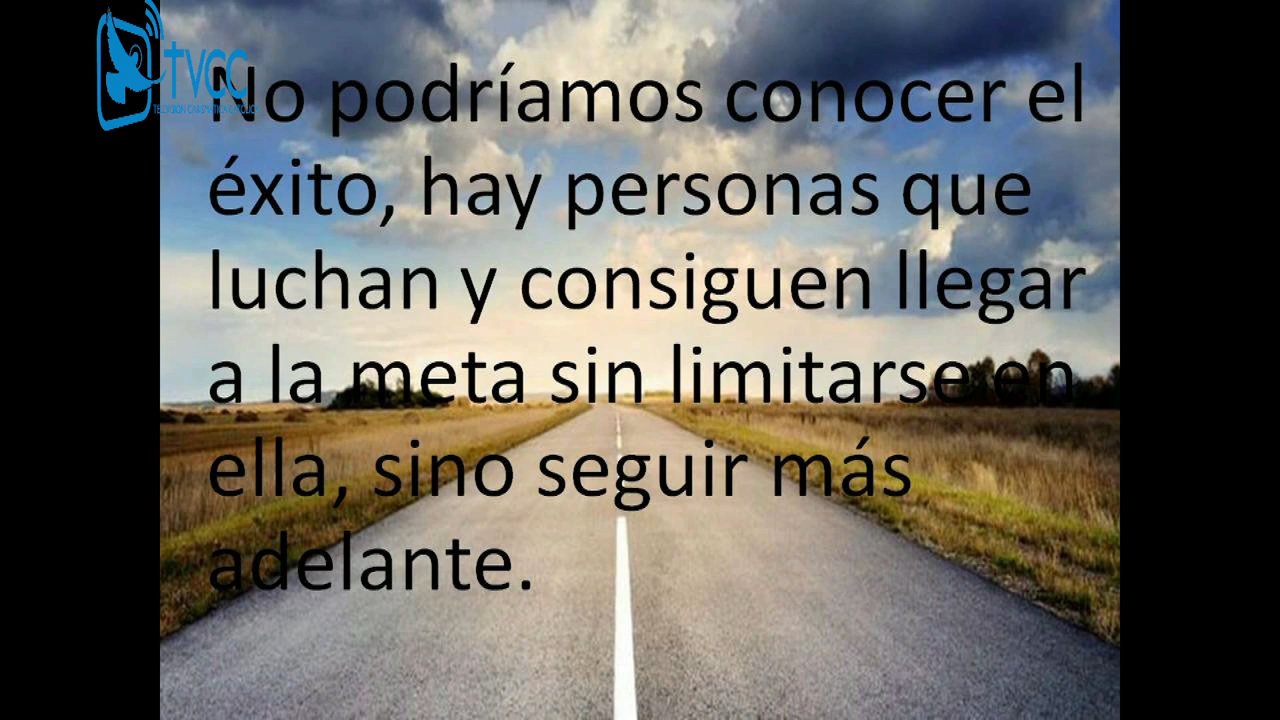 TVCC
No podríamos conocer el
éxito, hay personas que
luchan y consiguen llegar
a la meta sin limitarse en
ella, sino seguir más
adelante.